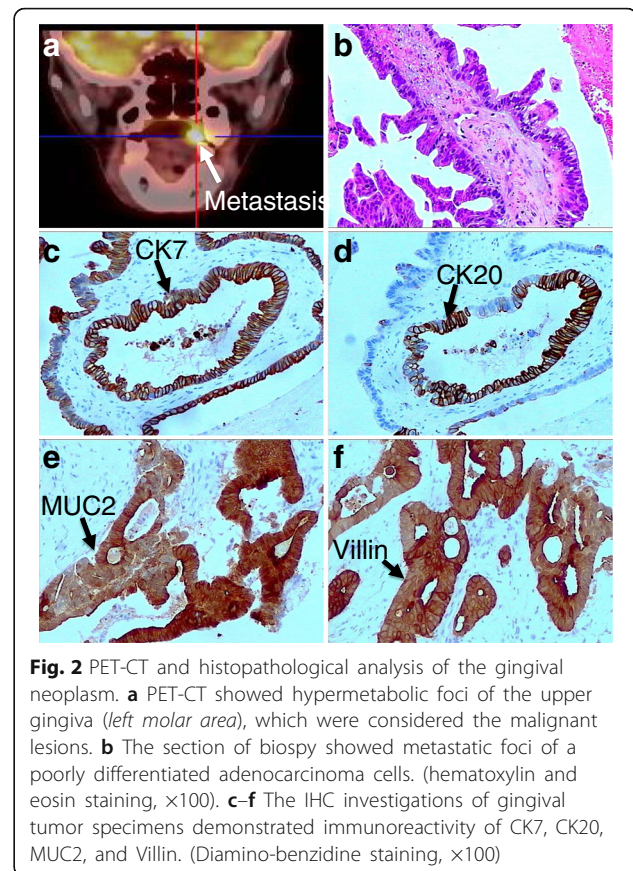 a
b
Metastasis
c
CK7
d
CK20
e
MUC2
f
Villin
Fig. 2 PET-CT and histopathological analysis of the gingival
neoplasm. a PET-CT showed hypermetabolic foci of the upper
gingiva (left molar area), which were considered the malignant
lesions. b The section of biospy showed metastatic foci of a
poorly differentiated adenocarcinoma cells. (hematoxylin and
eosin staining, ×100). c–f The IHC investigations of gingival
tumor specimens demonstrated immunoreactivity of CK7, CK20,
MUC2, and Villin. (Diamino-benzidine staining, ×100)